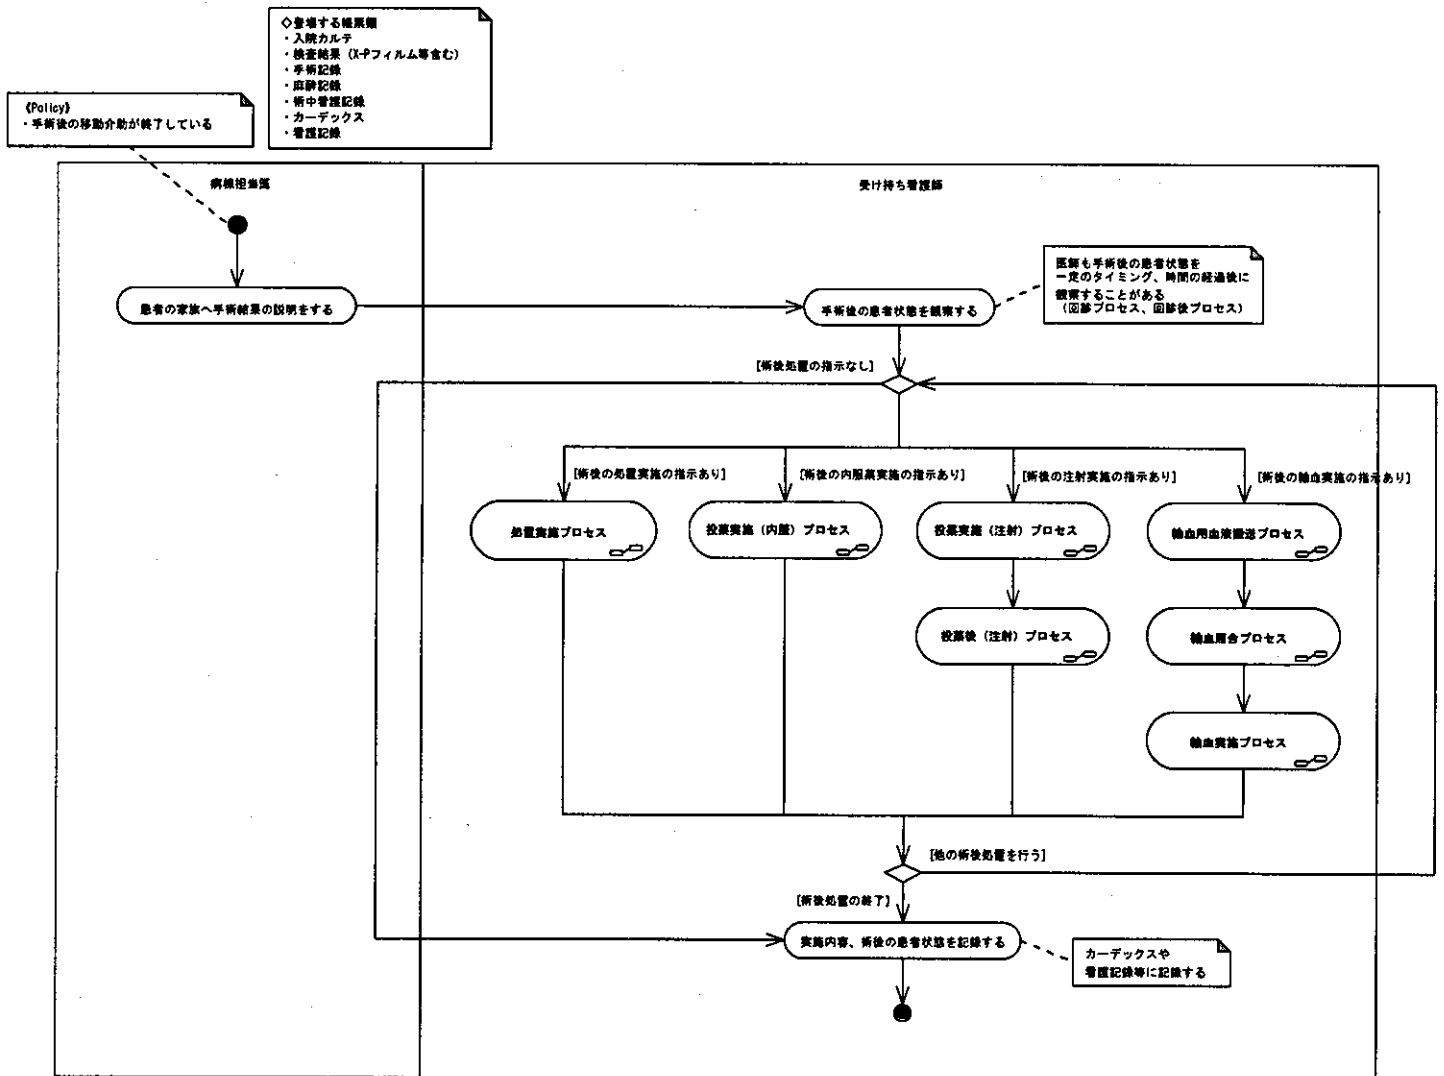 ◇登場する帳票類
・入院カルテ
・検査結果（X-Pフィルム等含む）
・手術記録
・麻酔記録
・術中看護記録
・カーデックス
・看護記録
《Policy》
・手術後の移動介助が終了している
病棟担当医
受け持ち看護師
患者の家族へ手術結果の説明をする
手術後の患者状態を観察する
医師も手術後の患者状態を
一定のタイミング、時間の経過後に
観察することがある
（回診プロセス、回診後プロセス）
[術後処置の指示なし]
[術後の処置実施の指示あり]
[術後の内服薬実施の指示あり]
[術後の注射実施の指示あり]
[術後の輸血実施の指示あり]
処置実施プロセス
投薬実施（内服）プロセス
投薬実施（注射）プロセス
輸血用血液搬送プロセス
投薬後（注射）プロセス
輸血照合プロセス
輸血実施プロセス
[他の術後処置を行う]
[術後処置の終了]
実施内容、術後の患者状態を記録する
カーデックスや
看護記録等に記録する